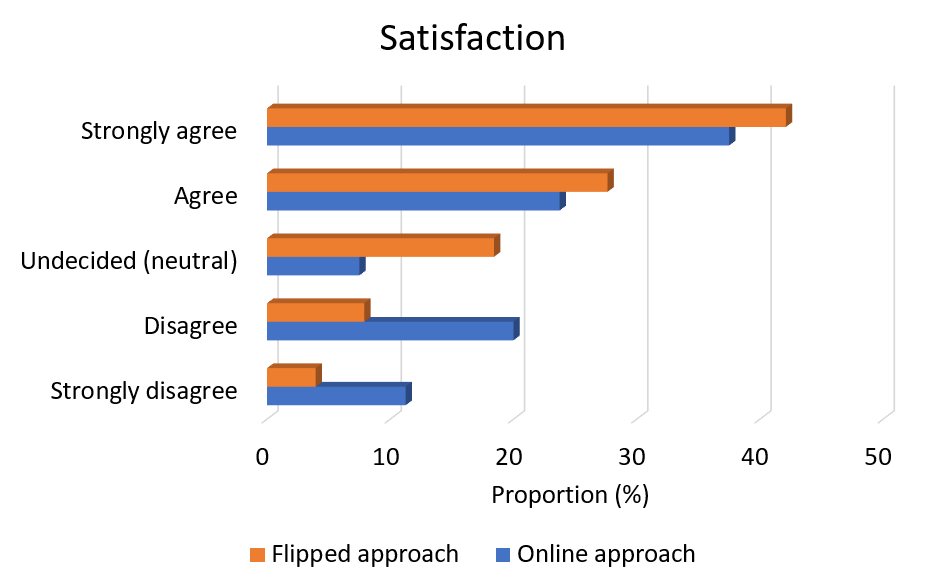 Satisfaction
Strongly agree
Agree
Undecided (neutral)
Disagree
Strongly disagree
0 10 20 30 40 50
Proportion (%)
Flipped approach Online approach